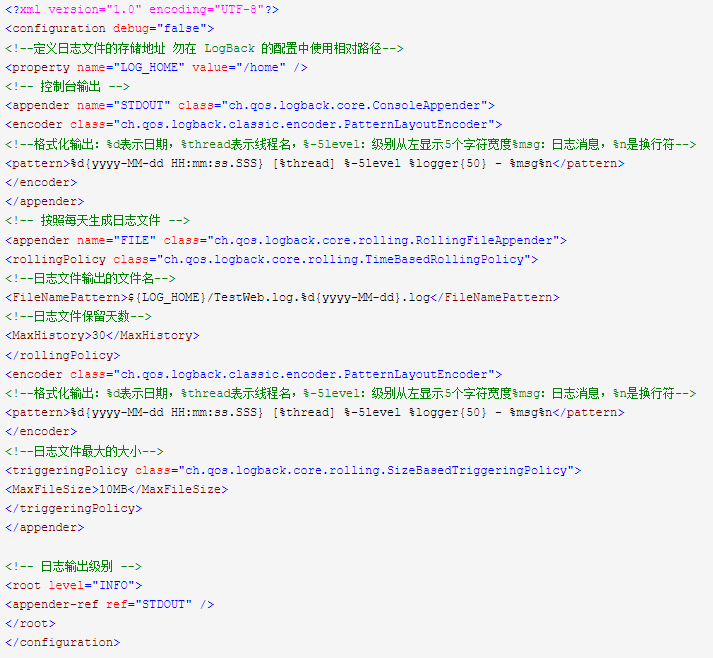 <?xml version="1.0" encoding="UTF-8"?>
<configuration debug="false">
<!--定义日志文件的存储地址 勿在 LogBack 的配置中使用相对路径-->
<property name="LOG_HOME" value="/home" />
<!-- 控制台输出 -->
<appender name="STDOUT" class="ch.qos.logback.core.ConsoleAppender">
<encoder class="ch.qos.logback.classic.encoder.PatternLayoutEncoder">
<!--格式化输出: %d表示日期, %thread表示线程名, %-5level: 级别从左显示5个字符宽度%msg: 日志消息, %n是换行符-->
<pattern>%d{yyyy-MM-dd HH:mm:ss.SSS} [%thread] %-5level %logger{50} - %msg%n</pattern>
</encoder>
</appender>
<!-- 按照每天生成日志文件 -->
<appender name="FILE" class="ch.qos.logback.core.rolling.RollingFileAppender">
<rollingPolicy class="ch.qos.logback.core.rolling.TimeBasedRollingPolicy">
<!--日志文件输出的文件名-->
<FileNamePattern>${LOG_HOME}/TestWeb.log.%d{yyyy-MM-dd}.log</FileNamePattern>
<!--日志文件保留天数-->
<MaxHistory>30</MaxHistory>
</rollingPolicy>
<encoder class="ch.qos.logback.classic.encoder.PatternLayoutEncoder">
<!--格式化输出: %d表示日期, %thread表示线程名, %-5level: 级别从左显示5个字符宽度%msg: 日志消息, %n是换行符-->
<pattern>%d{yyyy-MM-dd HH:mm:ss.SSS} [%thread] %-5level %logger{50} - %msg%n</pattern>
</encoder>
<!--日志文件最大的大小-->
<triggeringPolicy class="ch.qos.logback.core.rolling.SizeBasedTriggeringPolicy">
<MaxFileSize>10MB</MaxFileSize>
</triggeringPolicy>
</appender>

<!-- 日志输出级别 -->
<root level="INFO">
<appender-ref ref="STDOUT" />
</root>
</configuration>